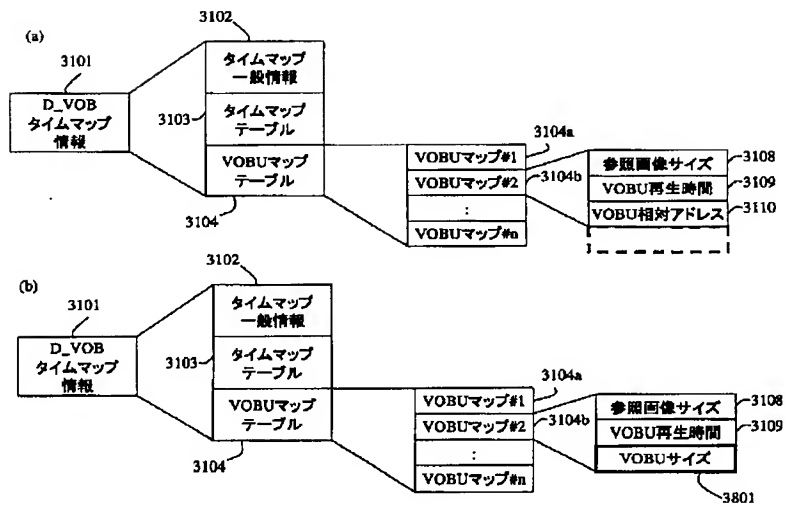 (a)
3102
3101
タイムマップ
一般情報
D_VOB
タイムマップ
情報
3103
タイムマップ
テーブル
VOBUマップ
テーブル
3104
3104a
VOBUマップ#1
VOBUマップ#2
3104b
:
VOBUマップ#n
参照画像サイズ
3108
VOBU再生時間
3109
VOBU相対アドレス
3110
(b)
3102
3101
タイムマップ
一般情報
D_VOB
タイムマップ
情報
3103
タイムマップ
テーブル
VOBUマップ
テーブル
3104
3104a
VOBUマップ#1
VOBUマップ#2
3104b
:
VOBUマップ#n
参照画像サイズ
3108
VOBU再生時間
3109
VOBUサイズ
3801